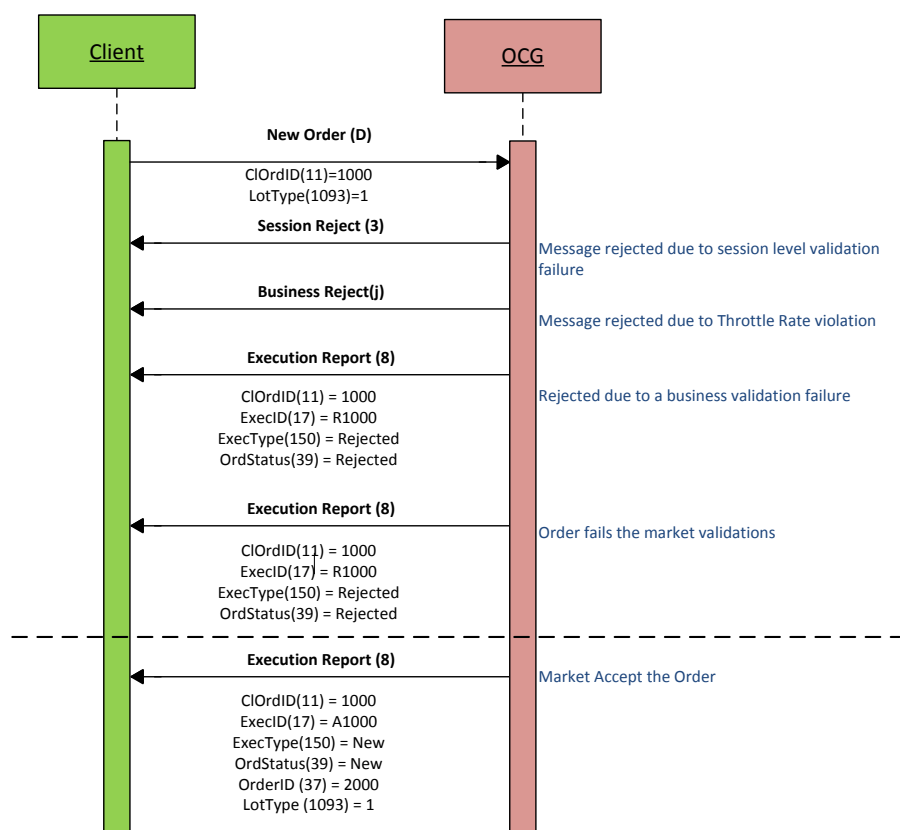 Client
OCG
New Order (D)
ClOrdID(11)=1000
LotType(1093)=1
Session Reject (3)
Message rejected due to session level validation
failure
Business Reject(j)
Message rejected due to Throttle Rate violation
Execution Report (8)
Rejected due to a business validation failure
ClOrdID(11) = 1000
ExecID(17) = R1000
ExecType(150) = Rejected
OrdStatus(39) = Rejected
Execution Report (8)
Order fails the market validations
ClOrdID(11) = 1000
ExecID(17) = R1000
ExecType(150) = Rejected
OrdStatus(39) = Rejected
Execution Report (8)
Market Accept the Order
ClOrdID(11) = 1000
ExecID(17) = A1000
ExecType(150) = New
OrdStatus(39) = New
OrderID (37) = 2000
LotType (1093) = 1